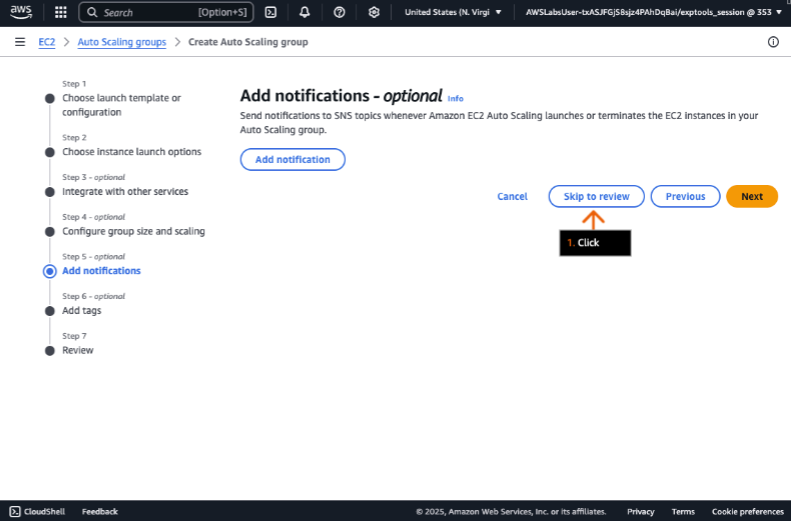 aws
Search [Option+S]
United States (N. Virgi
AWSLabsUser-txASJFGjS8sjz4PAhDqBai/exptools_session @ 353
EC2 > Auto Scaling groups > Create Auto Scaling group
Step 1
Choose launch template or
configuration
Step 2
Choose instance launch options
Step 3 - optional
Integrate with other services
Step 4 - optional
Configure group size and scaling
Step 5 - optional
Add notifications
Step 6 - optional
Add tags
Step 7
Review
Add notifications - optional Info
Send notifications to SNS topics whenever Amazon EC2 Auto Scaling launches or terminates the EC2 instances in your
Auto Scaling group.
Add notification
Cancel Skip to review Previous Next
1. Click
CloudShell Feedback © 2025, Amazon Web Services, Inc. or its affiliates. Privacy Terms Cookie preferences